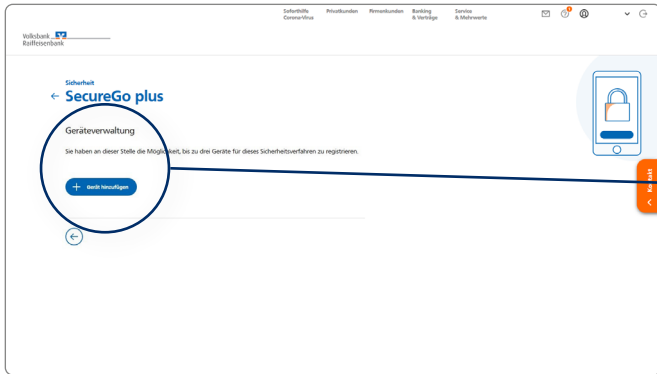 Soforthilfe Corona-Virus
Privatkunden
Firmenkunden
Banking & Verträge
Service & Mehrwerte
Volksbank
Raiffeisenbank
Sicherheit
SecureGo plus
Geräteverwaltung
Sie haben an dieser Stelle die Möglichkeit, bis zu drei Geräte für dieses Sicherheitsverfahren zu registrieren.
Gerät hinzufügen
Kontakt